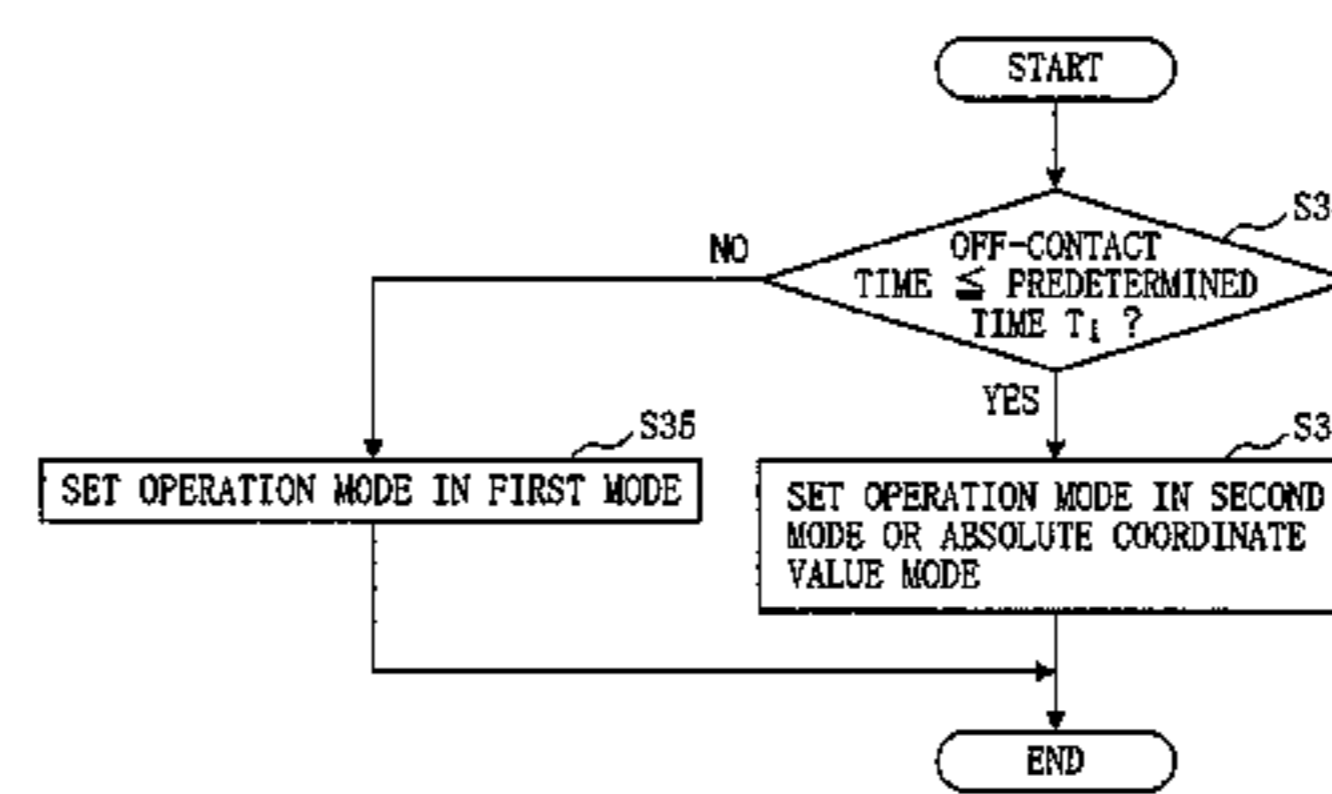 START
NO
OFF-CONTACT
TIME ≦ PREDETERMINED
TIME T₁ ?
YES
S35
SET OPERATION MODE IN FIRST MODE
SET OPERATION MODE IN SECOND
MODE OR ABSOLUTE COORDINATE
VALUE MODE
END